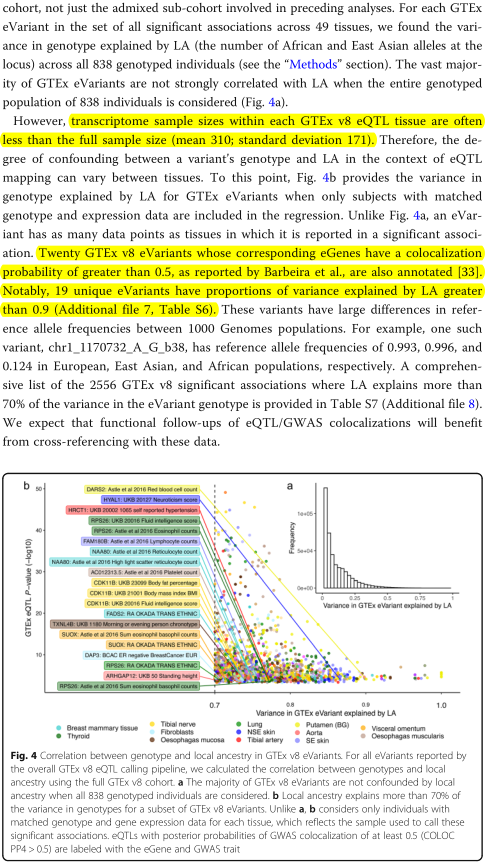 cohort, not just the admixed sub-cohort involved in preceding analyses. For each GTEx
eVariant in the set of all significant associations across 49 tissues, we found the vari-
ance in genotype explained by LA (the number of African and East Asian alleles at the
locus) across all 838 genotyped individuals (see the “Methods” section). The vast major-
ity of GTEx eVariants are not strongly correlated with LA when the entire genotyped
population of 838 individuals is considered (Fig. 4a).
However, transcriptome sample sizes within each GTEx v8 eQTL tissue are often
less than the full sample size (mean 310; standard deviation 171). Therefore, the de-
gree of confounding between a variant’s genotype and LA in the context of eQTL
mapping can vary between tissues. To this point, Fig. 4b provides the variance in
genotype explained by LA for GTEx eVariants when only subjects with matched
genotype and expression data are included in the regression. Unlike Fig. 4a, an eVar-
iant has as many data points as tissues in which it is reported in a significant associ-
ation. Twenty GTEx v8 eVariants whose corresponding eGenes have a colocalization
probability of greater than 0.5, as reported by Barbeira et al., are also annotated [33].
Notably, 19 unique eVariants have proportions of variance explained by LA greater
than 0.9 (Additional file 7, Table S6). These variants have large differences in refer-
ence allele frequencies between 1000 Genomes populations. For example, one such
variant, chr1_1170732_A_G_b38, has reference allele frequencies of 0.993, 0.996, and
0.124 in European, East Asian, and African populations, respectively. A comprehen-
sive list of the 2556 GTEx v8 significant associations where LA explains more than
70% of the variance in the eVariant genotype is provided in Table S7 (Additional file 8).
We expect that functional follow-ups of eQTL/GWAS colocalizations will benefit
from cross-referencing with these data.
b
GTEx eQTL P-value (−log10)
50
40
30
20
10
DARS2: Astle et al 2016 Red blood cell count
HYAL1: UKB 20127 Neuroticism score
HRCT1: UKB 20002 1065 self reported hypertension
RPS26: UKB 20016 Fluid intelligence score
RPS26: Astle et al 2016 Eosinophil counts
FAM180B: Astle et al 2016 Lymphocyte counts
NAA80: Astle et al 2016 Reticulocyte count
NAA80: Astle et al 2016 High light scatter reticulocyte count
AC012313.5: Astle et al 2016 Platelet count
CDK11B: UKB 23099 Body fat percentage
CDK11B: UKB 21001 Body mass index BMI
CDK11B: UKB 20016 Fluid intelligence score
FADS2: RA OKADA TRANS ETHNIC
TXNL4B: UKB 1180 Morning or evening person chronotype
SUOX: Astle et al 2016 Sum eosinophil basophil counts
SUOX: RA OKADA TRANS ETHNIC
DAP3: BCAC ER negative BreastCancer EUR
RPS26: RA OKADA TRANS ETHNIC
ARHGAP12: UKB 50 Standing height
RPS26: Astle et al 2016 Sum eosinophil basophil counts
0.7 0.8 0.9 1.0
Variance in GTEx eVariant explained by LA
a
Frequency
1e+05
5e+04
0e+00
0 0.25 0.5 0.75 1
Variance in GTEx eVariant explained by LA
Breast mammary tissue
Thyroid
Tibial nerve
Fibroblasts
Oesophagus mucosa
Lung
NSE skin
Tibial artery
Putamen (BG)
Aorta
SE skin
Visceral omentum
Oesophagus muscularis
Fig. 4 Correlation between genotype and local ancestry in GTEx v8 eVariants. For all eVariants reported by
the overall GTEx v8 eQTL calling pipeline, we calculated the correlation between genotypes and local
ancestry using the full GTEx v8 cohort. a The majority of GTEx v8 eVariants are not confounded by local
ancestry when all 838 genotyped individuals are considered. b Local ancestry explains more than 70% of
the variance in genotypes for a subset of GTEx v8 eVariants. Unlike a, b considers only individuals with
matched genotype and gene expression data for each tissue, which reflects the sample used to call these
significant associations. eQTLs with posterior probabilities of GWAS colocalization of at least 0.5 (COLOC
PP4 > 0.5) are labeled with the eGene and GWAS trait